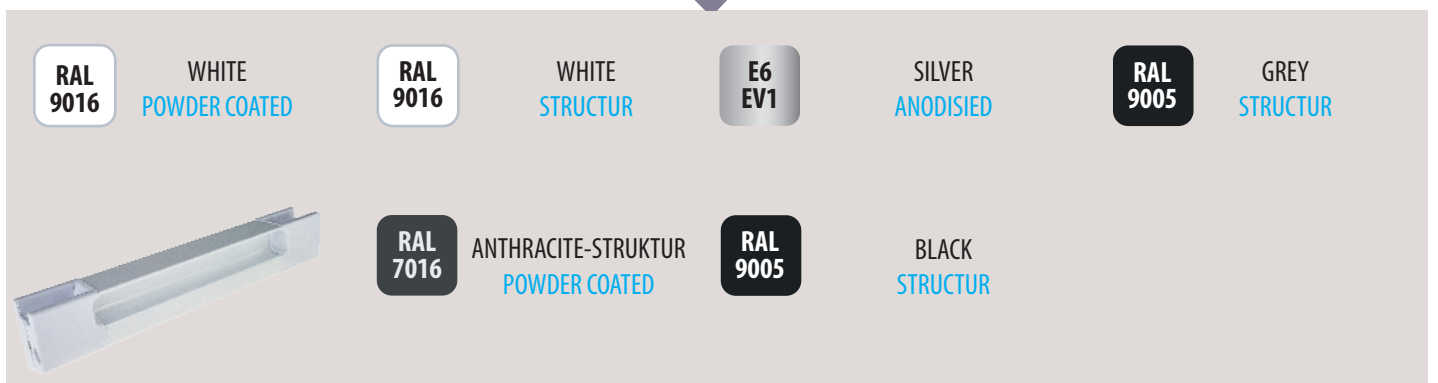 RAL
9016
WHITE
POWDER COATED
RAL
9016
WHITE
STRUCTUR
E6
EV1
SILVER
ANODISIED
RAL
9005
GREY
STRUCTUR
RAL
7016
ANTHRACITE-STRUKTUR
POWDER COATED
RAL
9005
BLACK
STRUCTUR